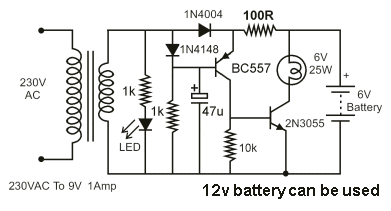 1N4004
100R
1N4148
BC557
6V
25W
230V
AC
1k
1k
47u
+
+
6V
Battery
2N3055
LED
10k
230VAC To 9V 1Amp
12v battery can be used